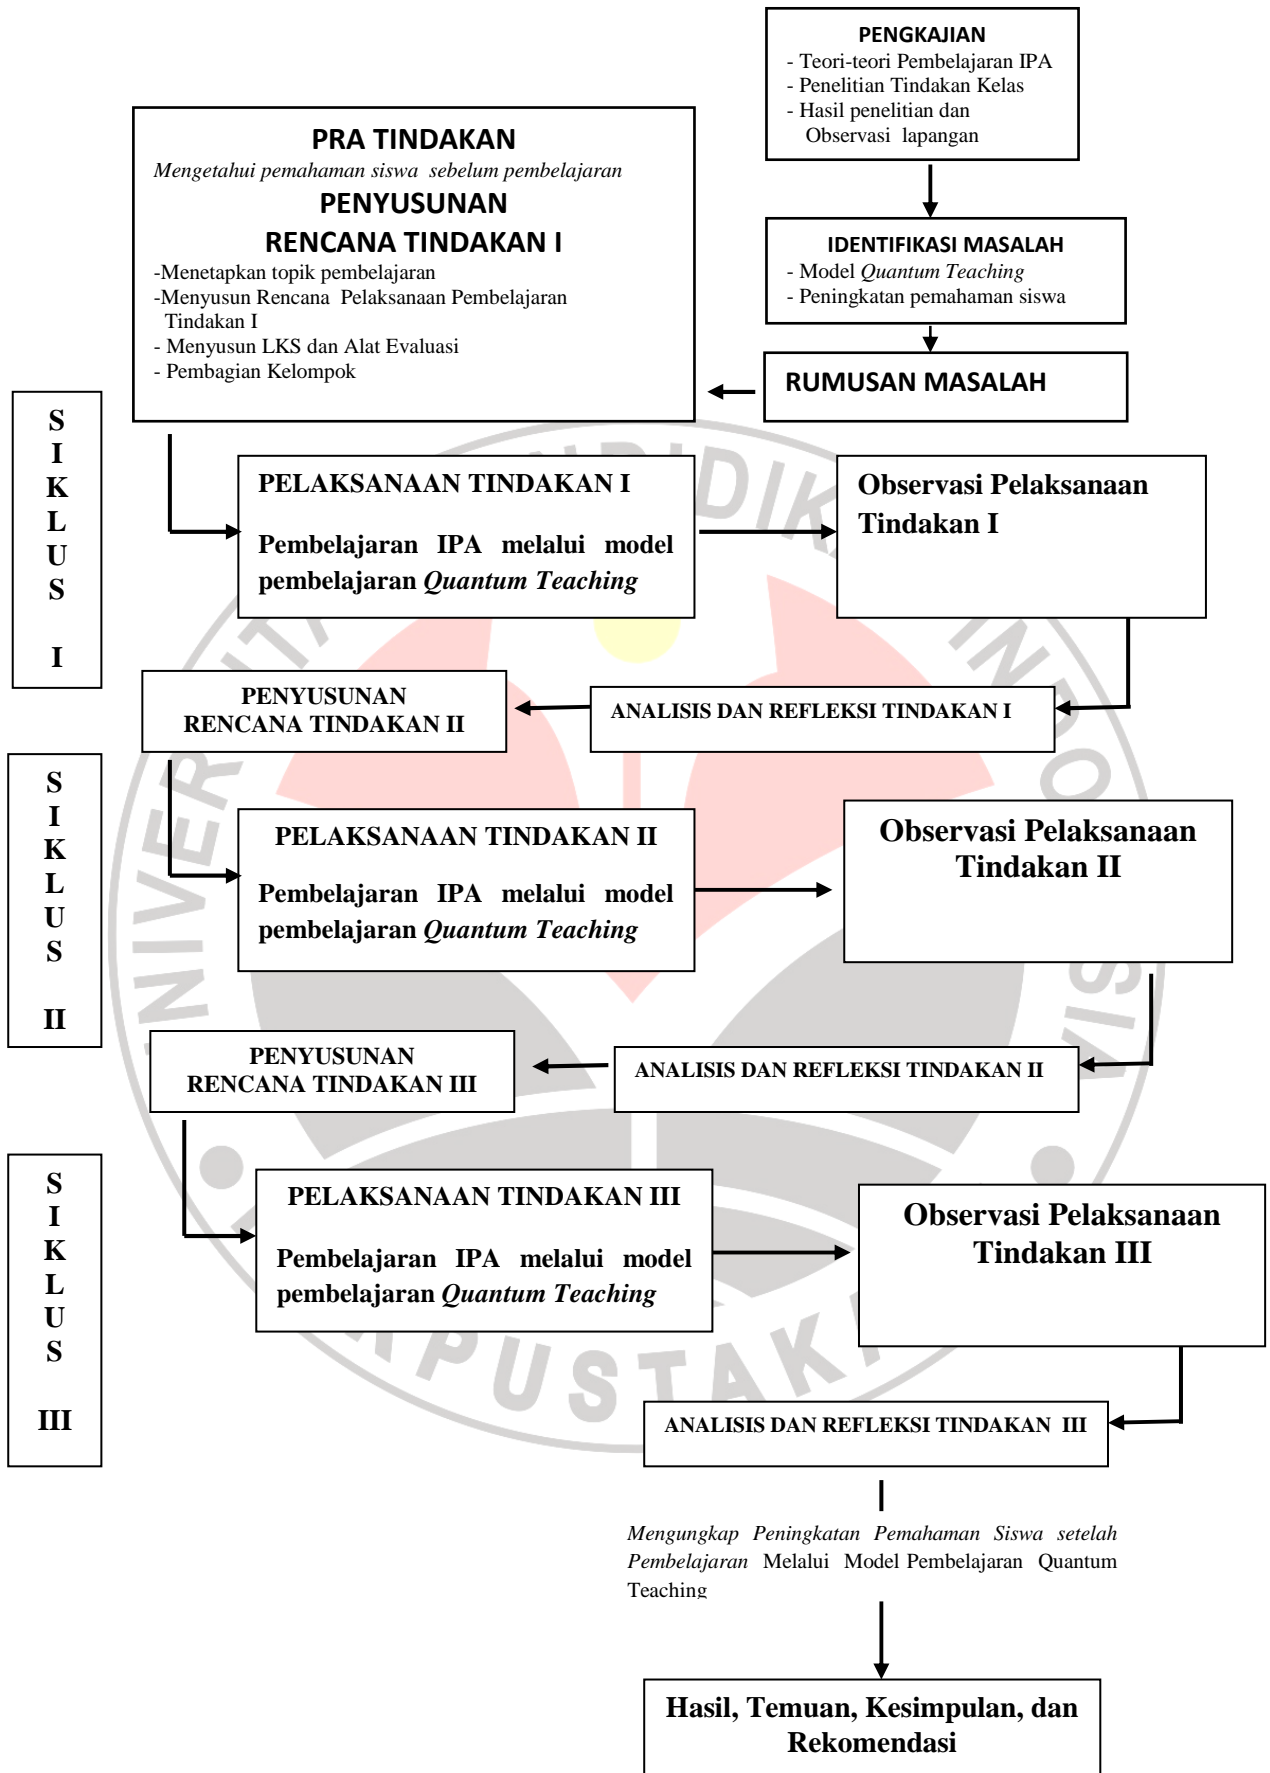 PENGKAJIAN
- Teori-teori Pembelajaran IPA
- Penelitian Tindakan Kelas
- Hasil penelitian dan
Observasi lapangan
IDENTIFIKASI MASALAH
- Model Quantum Teaching
- Peningkatan pemahaman siswa
RUMUSAN MASALAH
PRA TINDAKAN
Mengetahui pemahaman siswa sebelum pembelajaran
PENYUSUNAN
RENCANA TINDAKAN I
-Menetapkan topik pembelajaran
-Menyusun Rencana Pelaksanaan Pembelajaran
Tindakan I
- Menyusun LKS dan Alat Evaluasi
- Pembagian Kelompok
S
I
K
L
U
S
I
PELAKSANAAN TINDAKAN I
Pembelajaran IPA melalui model
pembelajaran Quantum Teaching
Observasi Pelaksanaan
Tindakan I
ANALISIS DAN REFLEKSI TINDAKAN I
PENYUSUNAN
RENCANA TINDAKAN II
S
I
K
L
U
S
II
PELAKSANAAN TINDAKAN II
Pembelajaran IPA melalui model
pembelajaran Quantum Teaching
Observasi Pelaksanaan
Tindakan II
ANALISIS DAN REFLEKSI TINDAKAN II
PENYUSUNAN
RENCANA TINDAKAN III
S
I
K
L
U
S
III
PELAKSANAAN TINDAKAN III
Pembelajaran IPA melalui model
pembelajaran Quantum Teaching
Observasi Pelaksanaan
Tindakan III
ANALISIS DAN REFLEKSI TINDAKAN III
Mengungkap Peningkatan Pemahaman Siswa setelah
Pembelajaran Melalui Model Pembelajaran Quantum
Teaching
Hasil, Temuan, Kesimpulan, dan
Rekomendasi